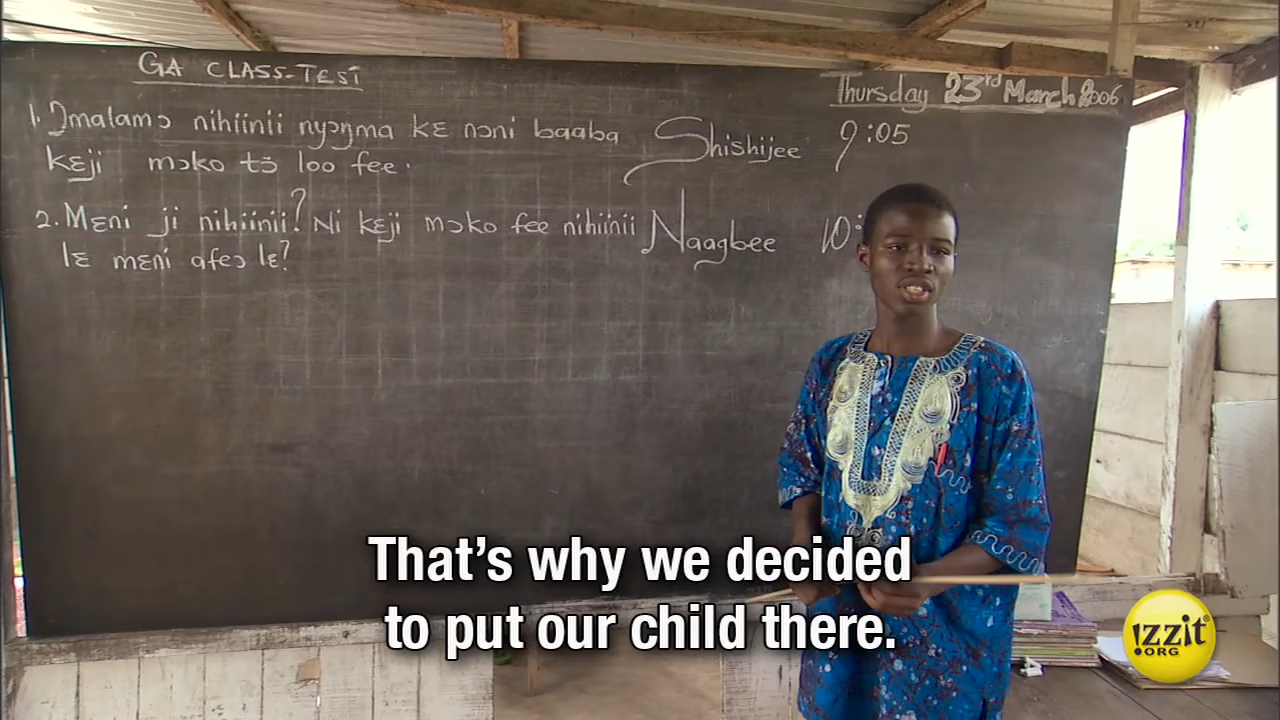 GA CLASS-TEST
Thursday 23rd March 2006
1. Ɔmalamɔ nihiinii nyɔŋma kɛ nɔni baaba
kɛji mɔko tɔ̃ loo fee.
Shishijee 9:05
2. Mɛni ji nihiinii? Ni kɛji mɔko fee nihiinii
lɛ mɛni afeɔ lɛ?
Naagbee 10:
That's why we decided
to put our child there.
izzit
.ORG